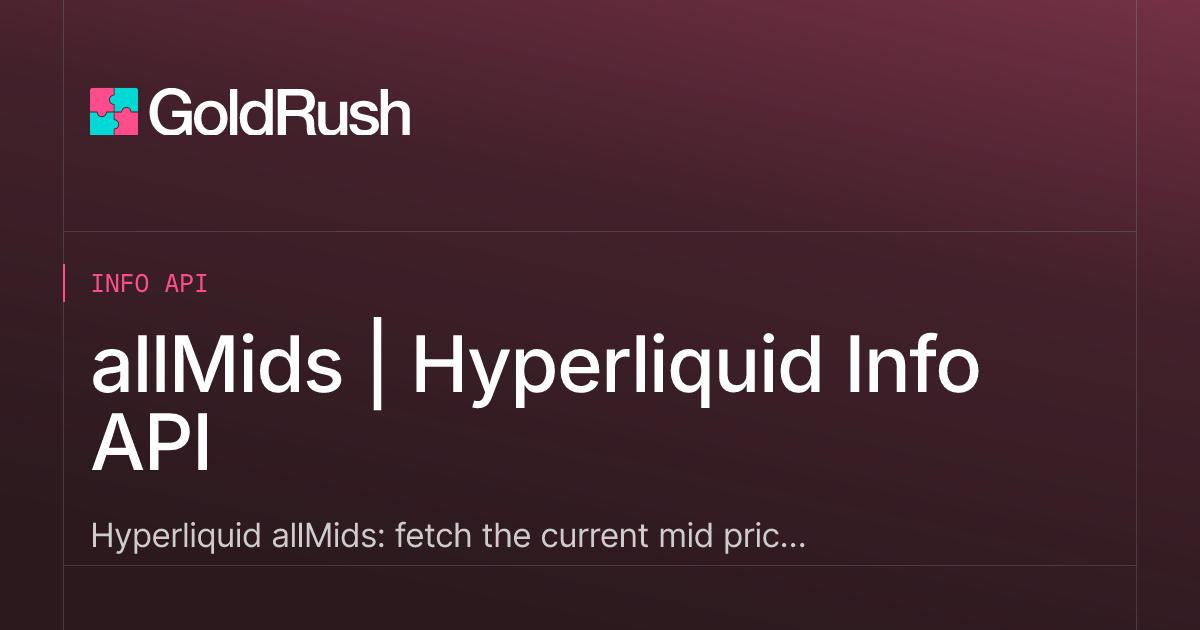 GoldRush
INFO API
allMids | Hyperliquid Info
API
Hyperliquid allMids: fetch the current mid pric...